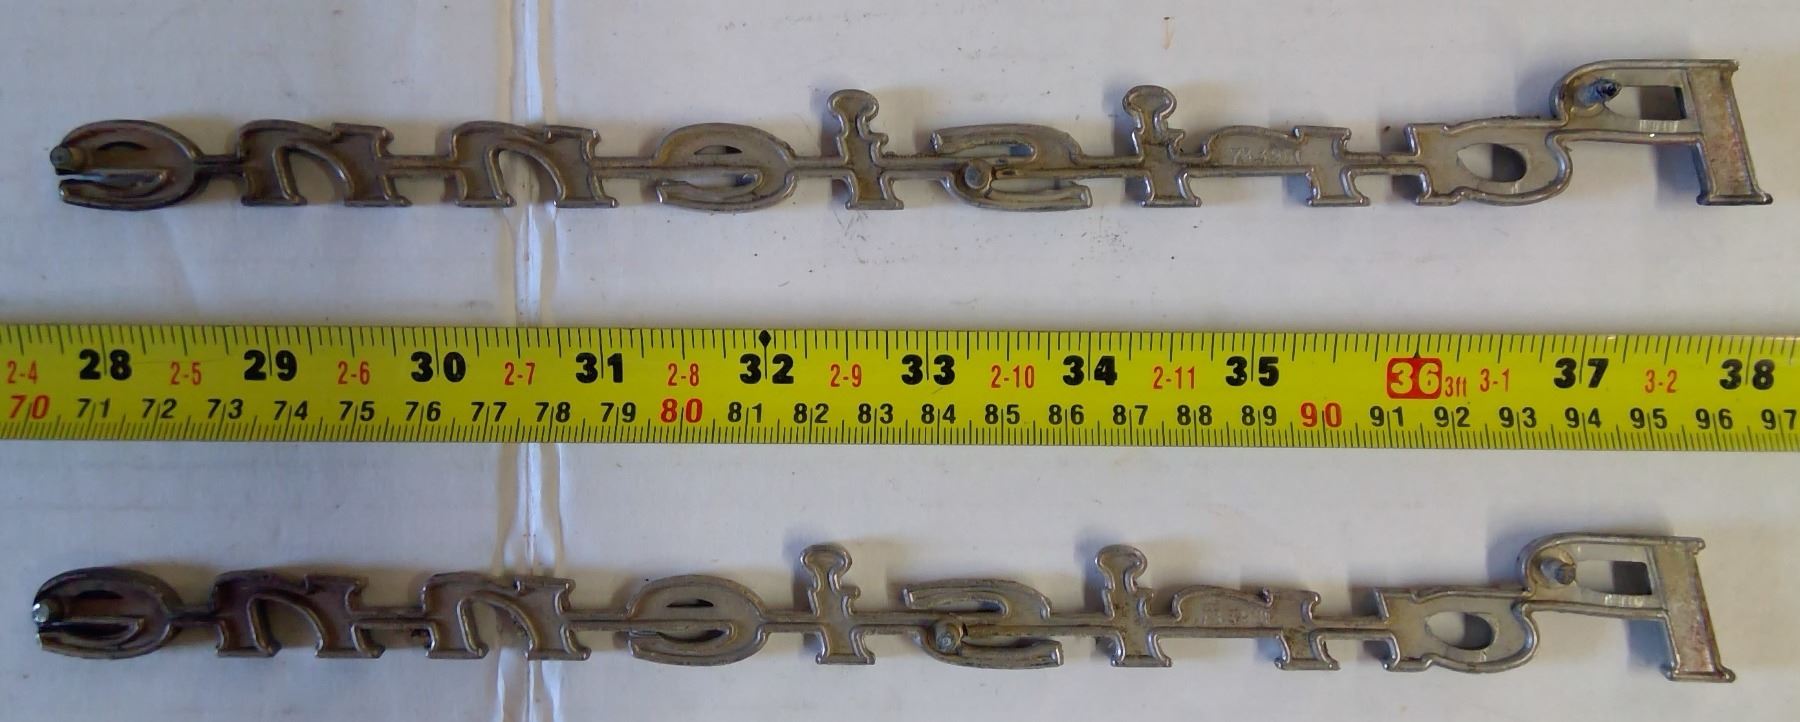 Parisienne
2-4 28 2-5 29 2-6 30 2-7 31 2-8 32 2-9 33 2-10 34 2-11 35 36 3ft 3-1 37 3-2 38
70 71 72 73 74 75 76 77 78 79 80 81 82 83 84 85 86 87 88 89 90 91 92 93 94 95 96 97
Parisienne